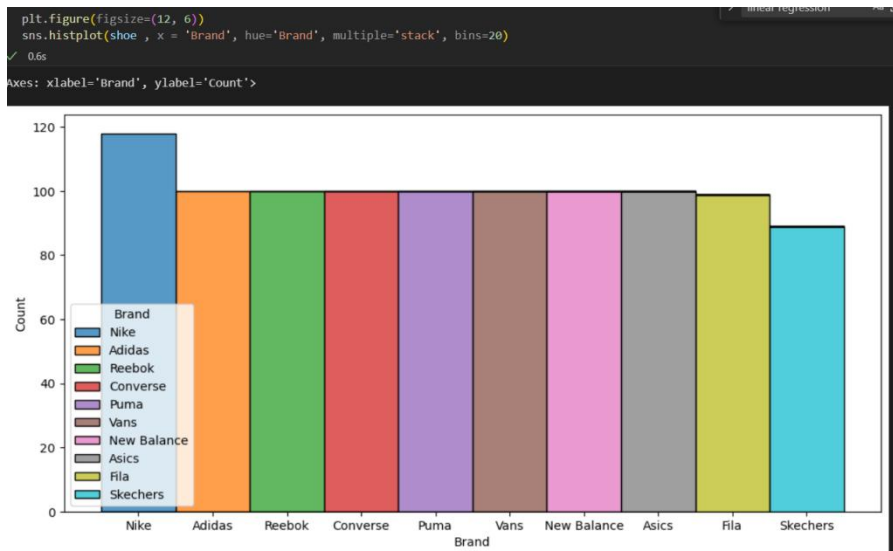 linear regression
plt.figure(figsize=(12, 6))
sns.histplot(shoe , x = 'Brand', hue='Brand', multiple='stack', bins=20)
✓ 0.6s
Axes: xlabel='Brand', ylabel='Count'>
120
100
80
60
40
20
0
Count
Brand
Nike
Adidas
Reebok
Converse
Puma
Vans
New Balance
Asics
Fila
Skechers
Nike Adidas Reebok Converse Puma Vans New Balance Asics Fila Skechers
Brand